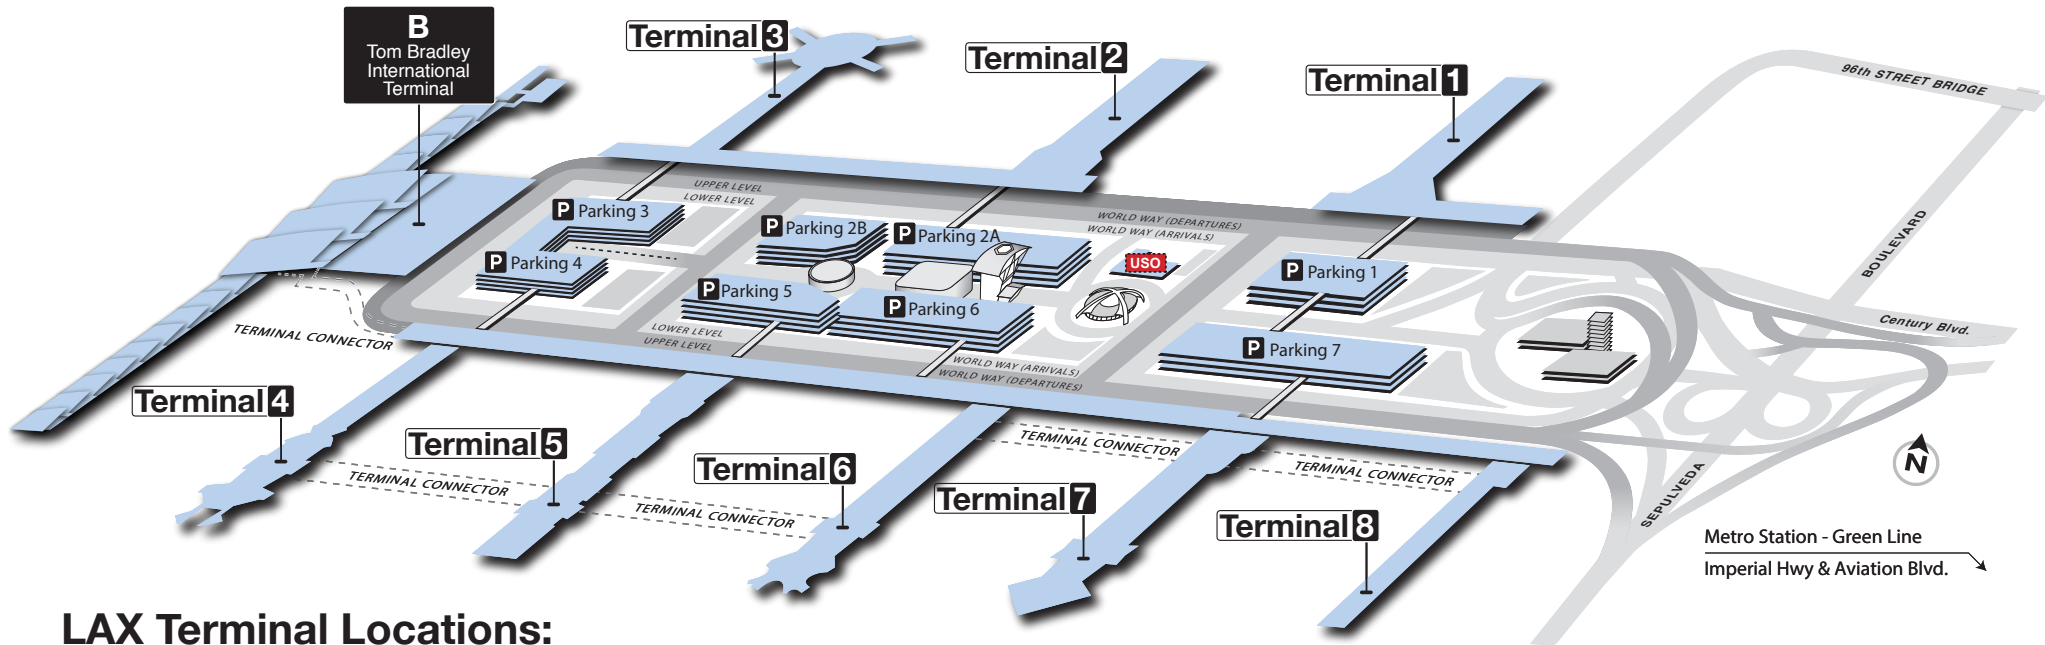 B
Tom Bradley
International
Terminal
Terminal 3
Terminal 2
Terminal 1
96th STREET BRIDGE
UPPER LEVEL
LOWER LEVEL
P Parking 3
P Parking 2B
P Parking 2A
WORLD WAY (DEPARTURES)
WORLD WAY (ARRIVALS)
USO
BOULEVARD
P Parking 4
P Parking 5
P Parking 6
P Parking 1
P Parking 7
Century Blvd.
TERMINAL CONNECTOR
LOWER LEVEL
UPPER LEVEL
WORLD WAY (ARRIVALS)
WORLD WAY (DEPARTURES)
Terminal 4
Terminal 5
Terminal 6
Terminal 7
Terminal 8
TERMINAL CONNECTOR
TERMINAL CONNECTOR
TERMINAL CONNECTOR
TERMINAL CONNECTOR
SEPULVEDA
N
Metro Station - Green Line
Imperial Hwy & Aviation Blvd.
LAX Terminal Locations: